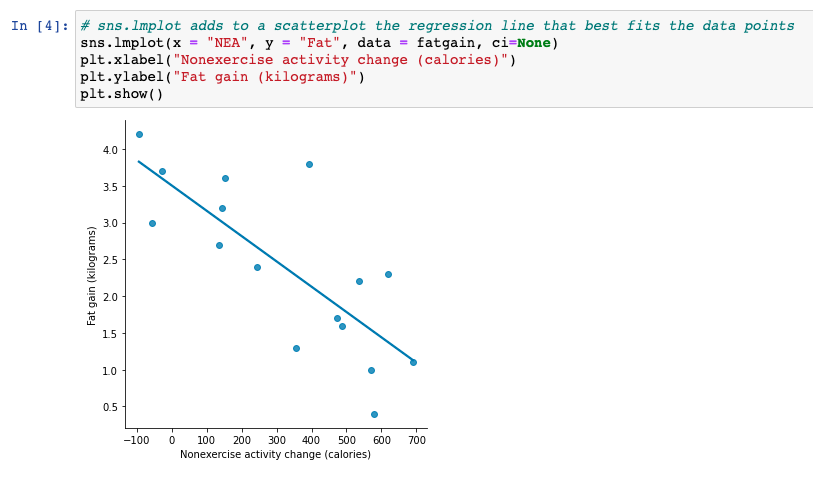 In [4]: # sns.lmplot adds to a scatterplot the regression line that best fits the data points
sns.lmplot(x = "NEA", y = "Fat", data = fatgain, ci=None)
plt.xlabel("Nonexercise activity change (calories)")
plt.ylabel("Fat gain (kilograms)")
plt.show()
4.0
3.5
3.0
2.5
2.0
1.5
1.0
0.5
Fat gain (kilograms)
−100 0 100 200 300 400 500 600 700
Nonexercise activity change (calories)